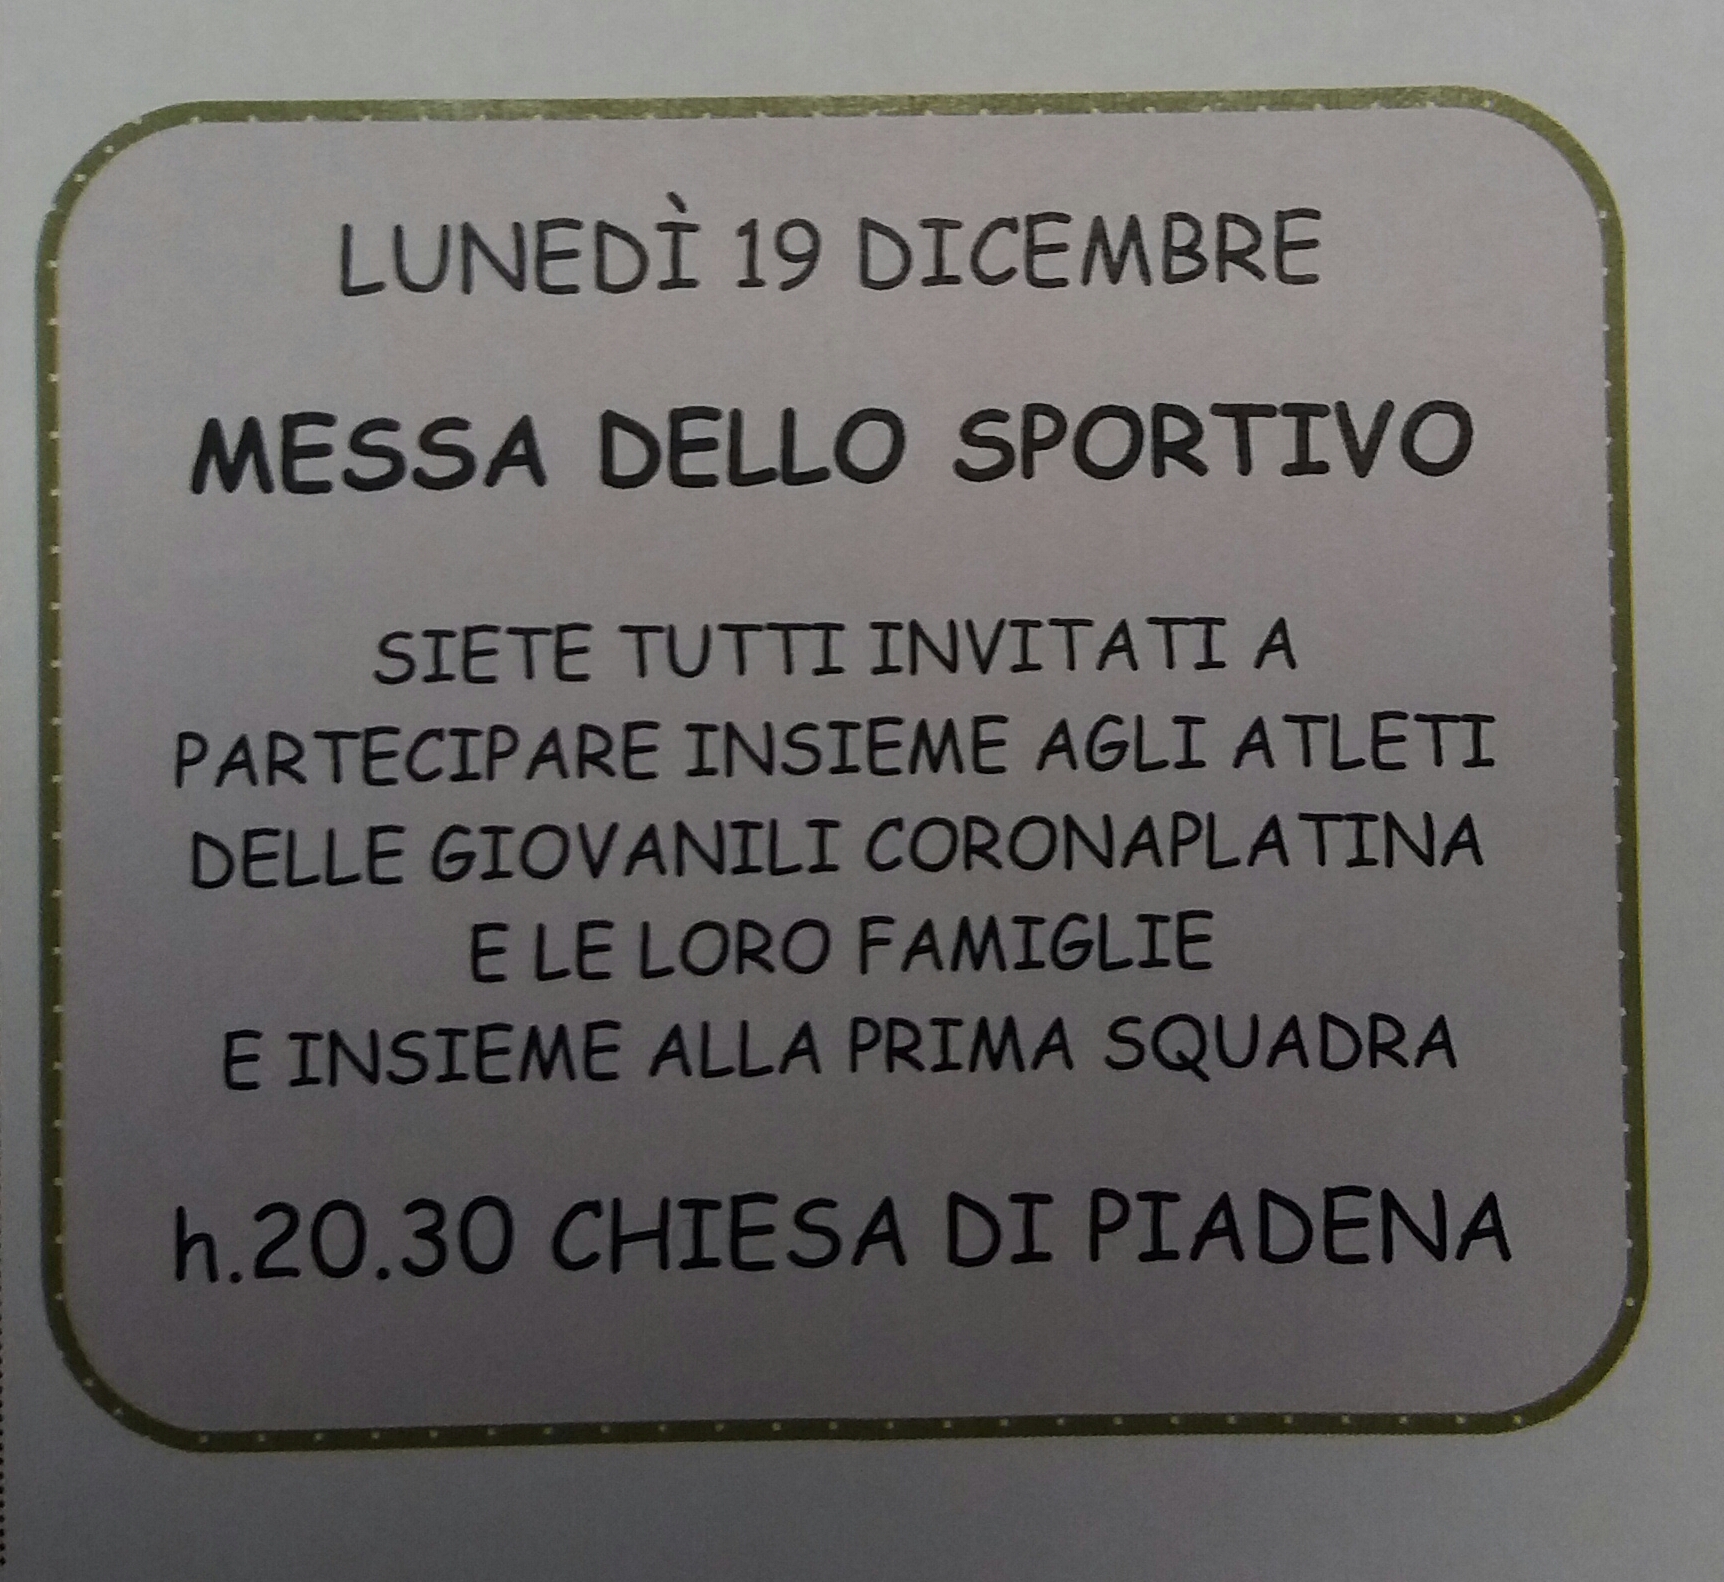 LUNEDÌ 19 DICEMBRE
MESSA DELLO SPORTIVO
SIETE TUTTI INVITATI A
PARTECIPARE INSIEME AGLI ATLETI
DELLE GIOVANILI CORONAPLATINA
E LE LORO FAMIGLIE
E INSIEME ALLA PRIMA SQUADRA
h.20.30 CHIESA DI PIADENA